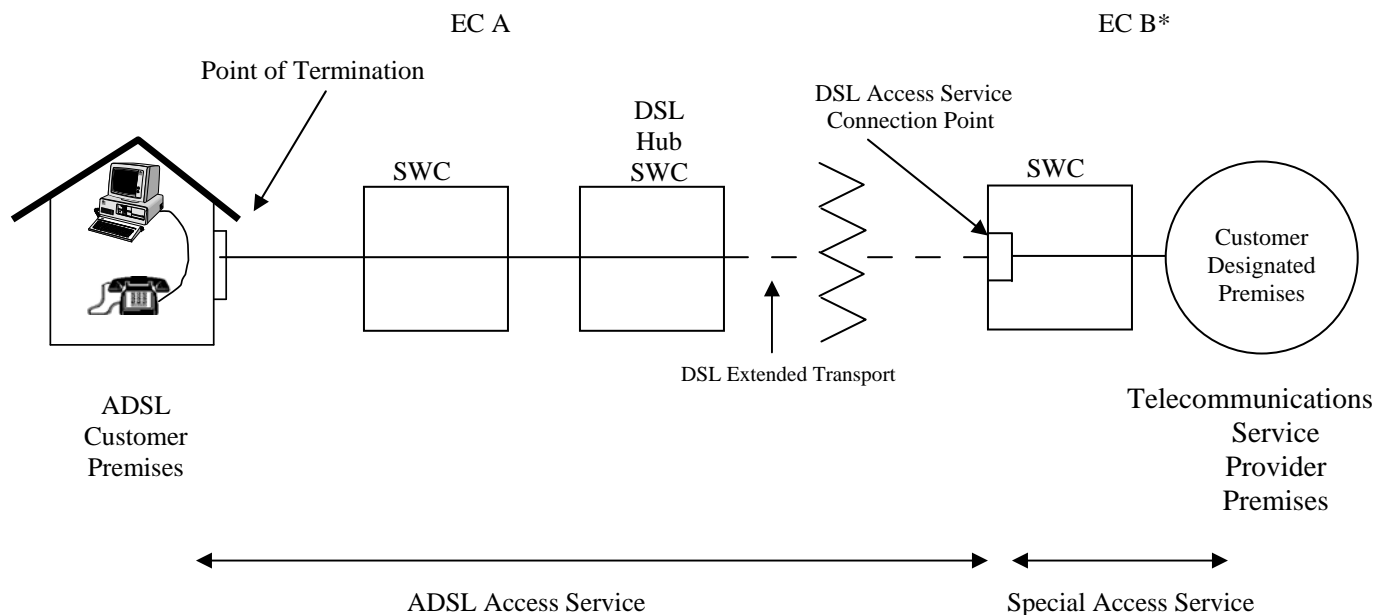 EC A
EC B*
Point of Termination
DSL Access Service
Connection Point
DSL
Hub
SWC
SWC
SWC
Customer
Designated
Premises
DSL Extended Transport
ADSL
Customer
Premises
Telecommunications
Service
Provider
Premises
ADSL Access Service
Special Access Service